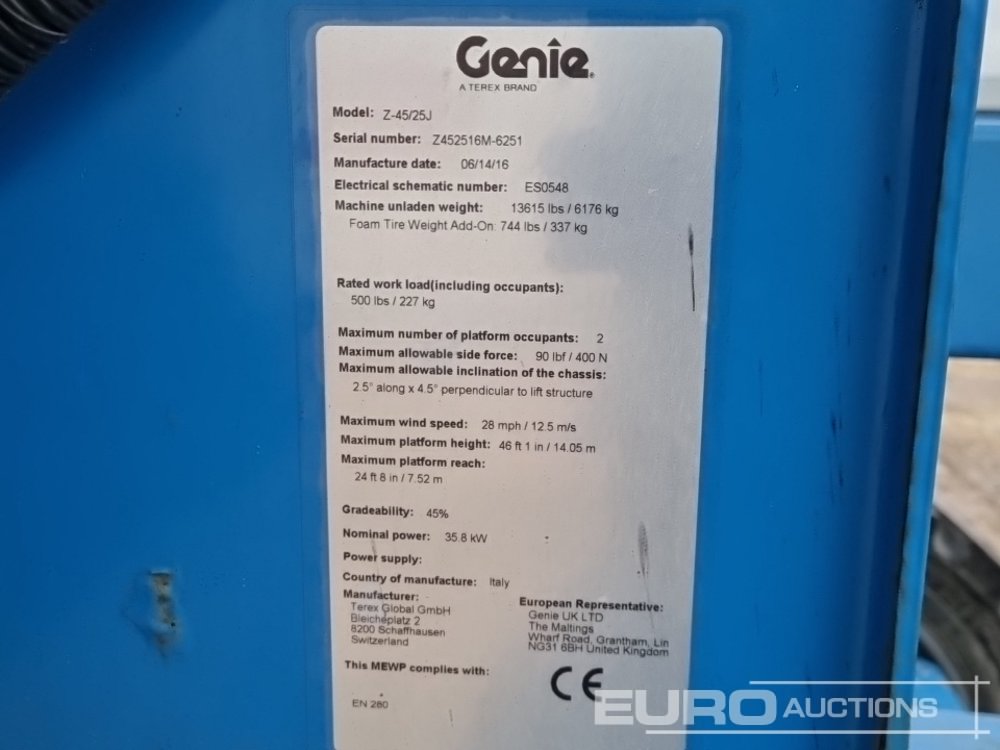 Genie
A TEREX BRAND
Model: Z-45/25J
Serial number: Z452516M-6251
Manufacture date: 06/14/16
Electrical schematic number: ES0548
Machine unladen weight: 13615 lbs / 6176 kg
Foam Tire Weight Add-On: 744 lbs / 337 kg
Rated work load(including occupants):
500 lbs / 227 kg
Maximum number of platform occupants: 2
Maximum allowable side force: 90 lbf / 400 N
Maximum allowable inclination of the chassis:
2.5° along x 4.5° perpendicular to lift structure
Maximum wind speed: 28 mph / 12.5 m/s
Maximum platform height: 46 ft 1 in / 14.05 m
Maximum platform reach:
24 ft 8 in / 7.52 m
Gradeability: 45%
Nominal power: 35.8 kW
Power supply:
Country of manufacture: Italy
Manufacturer:
Terex Global GmbH
Bleicheplatz 2
8200 Schaffhausen
Switzerland
European Representative:
Genie UK LTD
The Maltings
Wharf Road, Grantham, Lin
NG31 6BH United Kingdom
This MEWP complies with:
EN 280
CE
EURO AUCTIONS